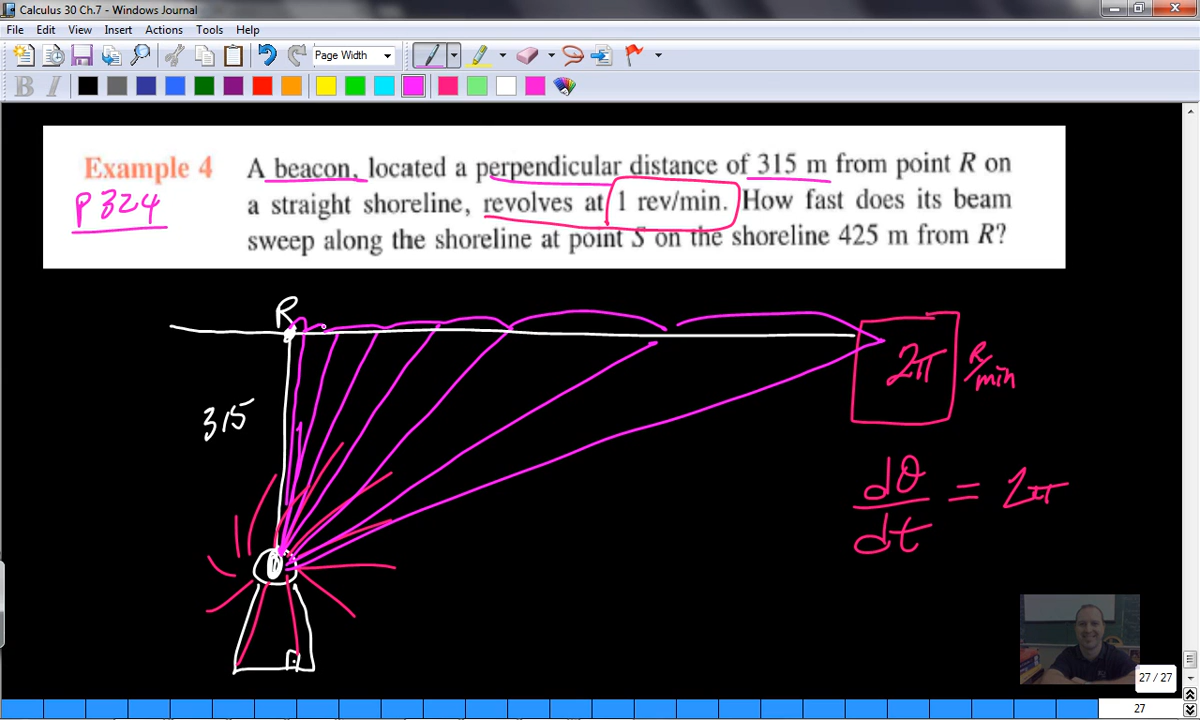 Calculus 30 Ch.7 - Windows Journal
File Edit View Insert Actions Tools Help
Page Width
B I
Example 4 A beacon, located a perpendicular distance of 315 m from point R on
P324 a straight shoreline, revolves at 1 rev/min. How fast does its beam
sweep along the shoreline at point S on the shoreline 425 m from R?
R
2π R/min
315
dθ/dt = 2π
27 / 27
27